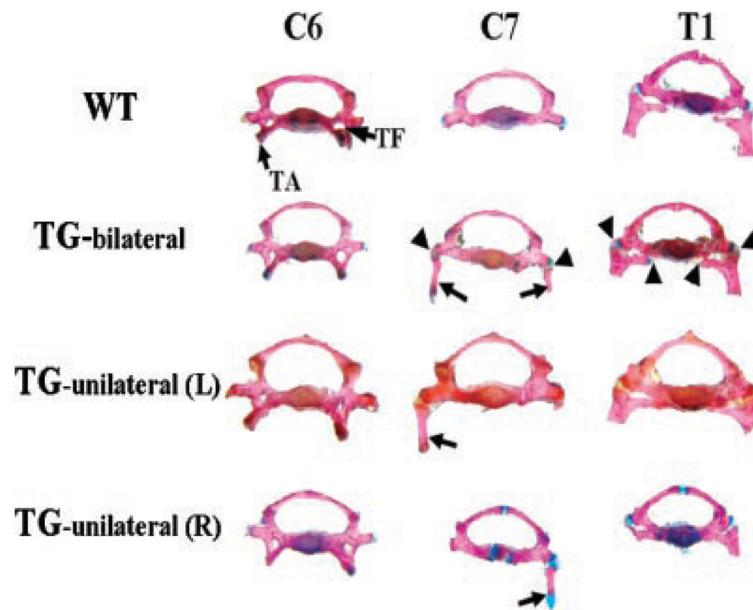 C6 C7 T1
WT
TF
TA
TG-bilateral
TG-unilateral (L)
TG-unilateral (R)